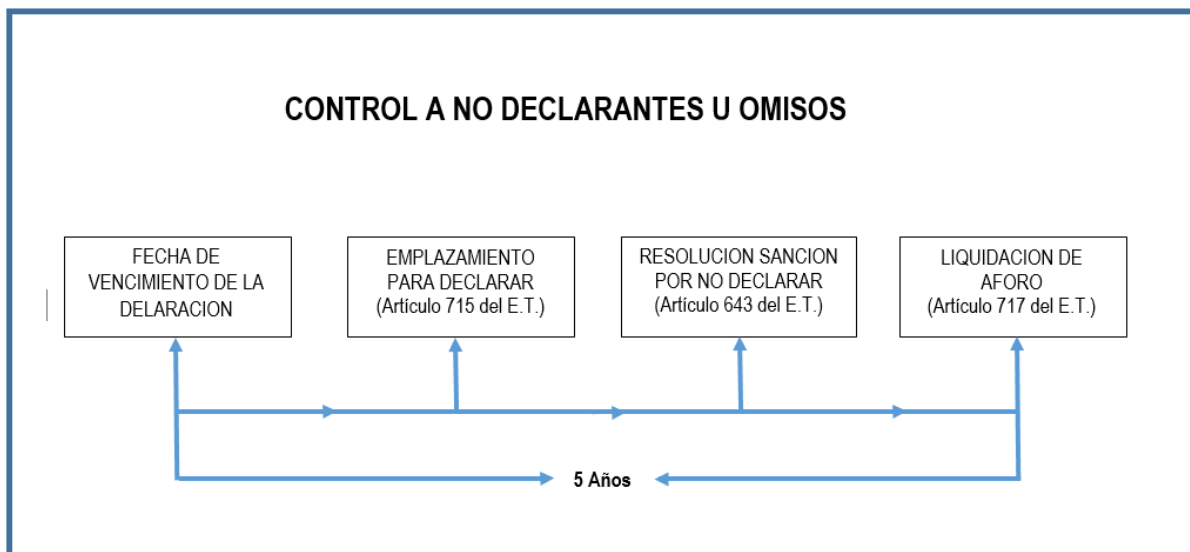 CONTROL A NO DECLARANTES U OMISOS
FECHA DE
VENCIMIENTO DE LA
DELARACION
EMPLAZAMIENTO
PARA DECLARAR
(Artículo 715 del E.T.)
RESOLUCION SANCION
POR NO DECLARAR
(Artículo 643 del E.T.)
LIQUIDACION DE
AFORO
(Artículo 717 del E.T.)
5 Años